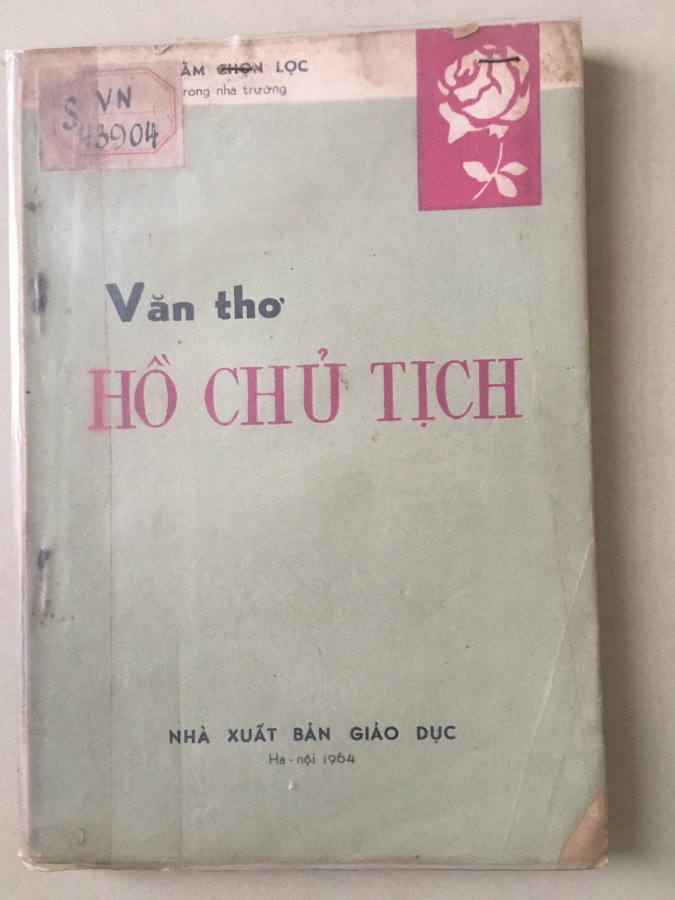 ẨM CHỌN LỌC
rong nhà trường
VN
S 43904
Văn thơ
HỒ CHỦ TỊCH
NHÀ XUẤT BẢN GIÁO DỤC
Hà-nội 1964